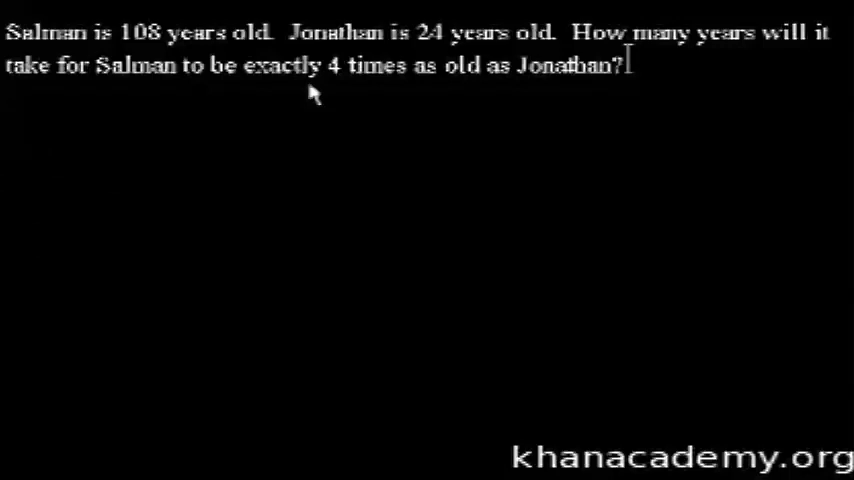 Salman is 108 years old.  Jonathan is 24 years old.  How many years will it
take for Salman to be exactly 4 times as old as Jonathan?
khanacademy.org